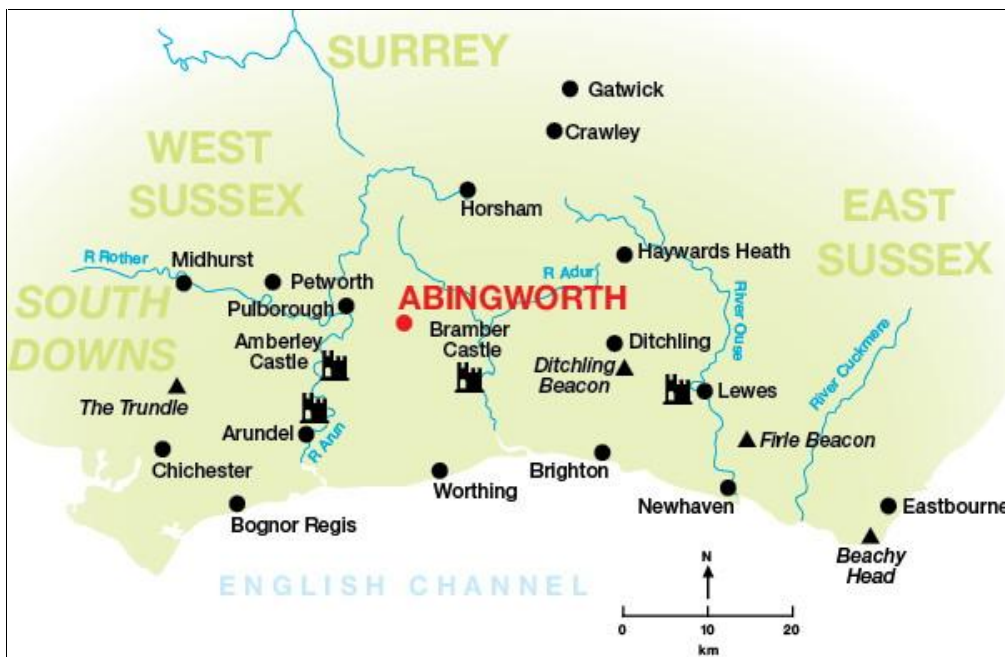 SURREY
Gatwick
Crawley
WEST
SUSSEX
Horsham
EAST
SUSSEX
R Rother
Midhurst
Haywards Heath
R Adur
Petworth
SOUTH
DOWNS
Pulborough
ABINGWORTH
River Ouse
Amberley
Castle
Bramber
Castle
Ditchling
Ditchling
Beacon
River Cuckmere
The Trundle
Lewes
Arundel
R Arun
Firle Beacon
Chichester
Brighton
Worthing
Newhaven
Eastbourne
Bognor Regis
Beachy
Head
ENGLISH CHANNEL
N
0 10 20
km